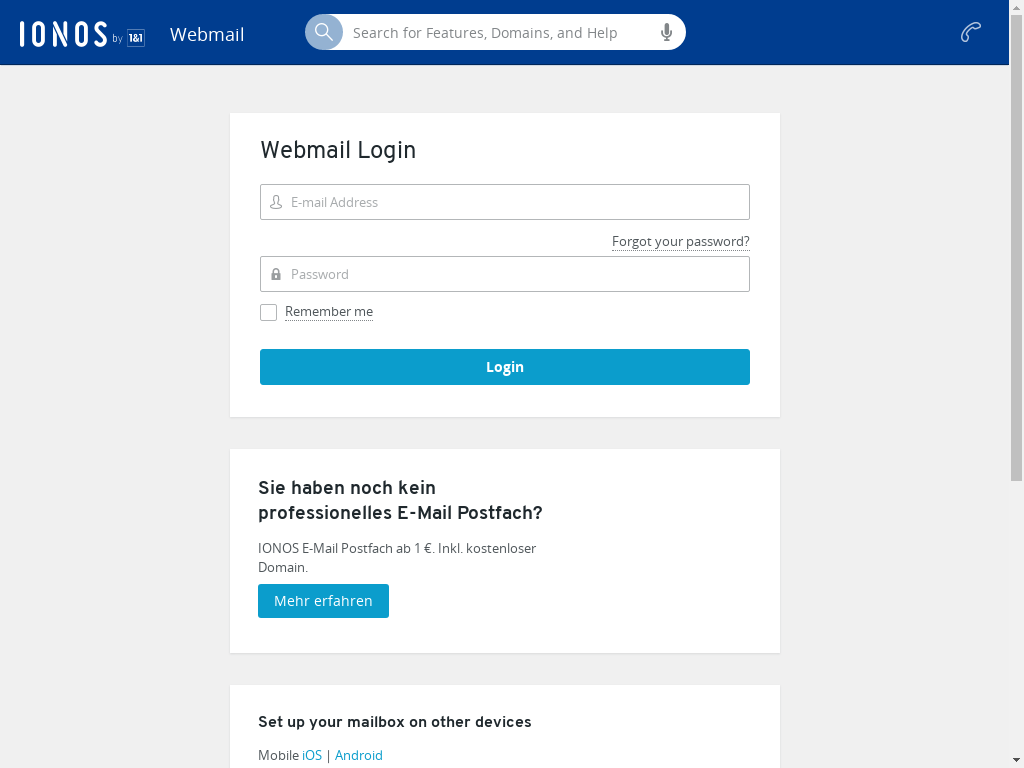 IONOS by 1&1
Webmail
Search for Features, Domains, and Help
Webmail Login
E-mail Address
Forgot your password?
Password
Remember me
Login
Sie haben noch kein
professionelles E-Mail Postfach?
IONOS E-Mail Postfach ab 1 €. Inkl. kostenloser
Domain.
Mehr erfahren
Set up your mailbox on other devices
Mobile iOS | Android